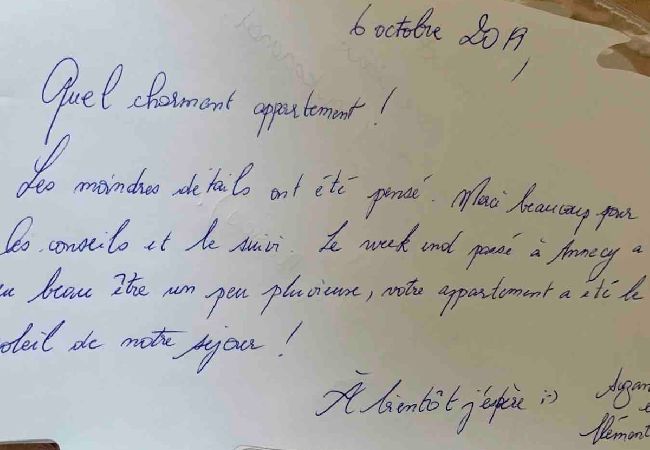 6 octobre 2019
Quel charmant appartement !
Les moindres détails ont été pensé. Merci beaucoup pour
les conseils et le suivi. Le week end passé à Annecy a
eu beau être un peu pluvieuse, votre appartement a été le
soleil de notre séjour !
À bientôt j'espère :-)